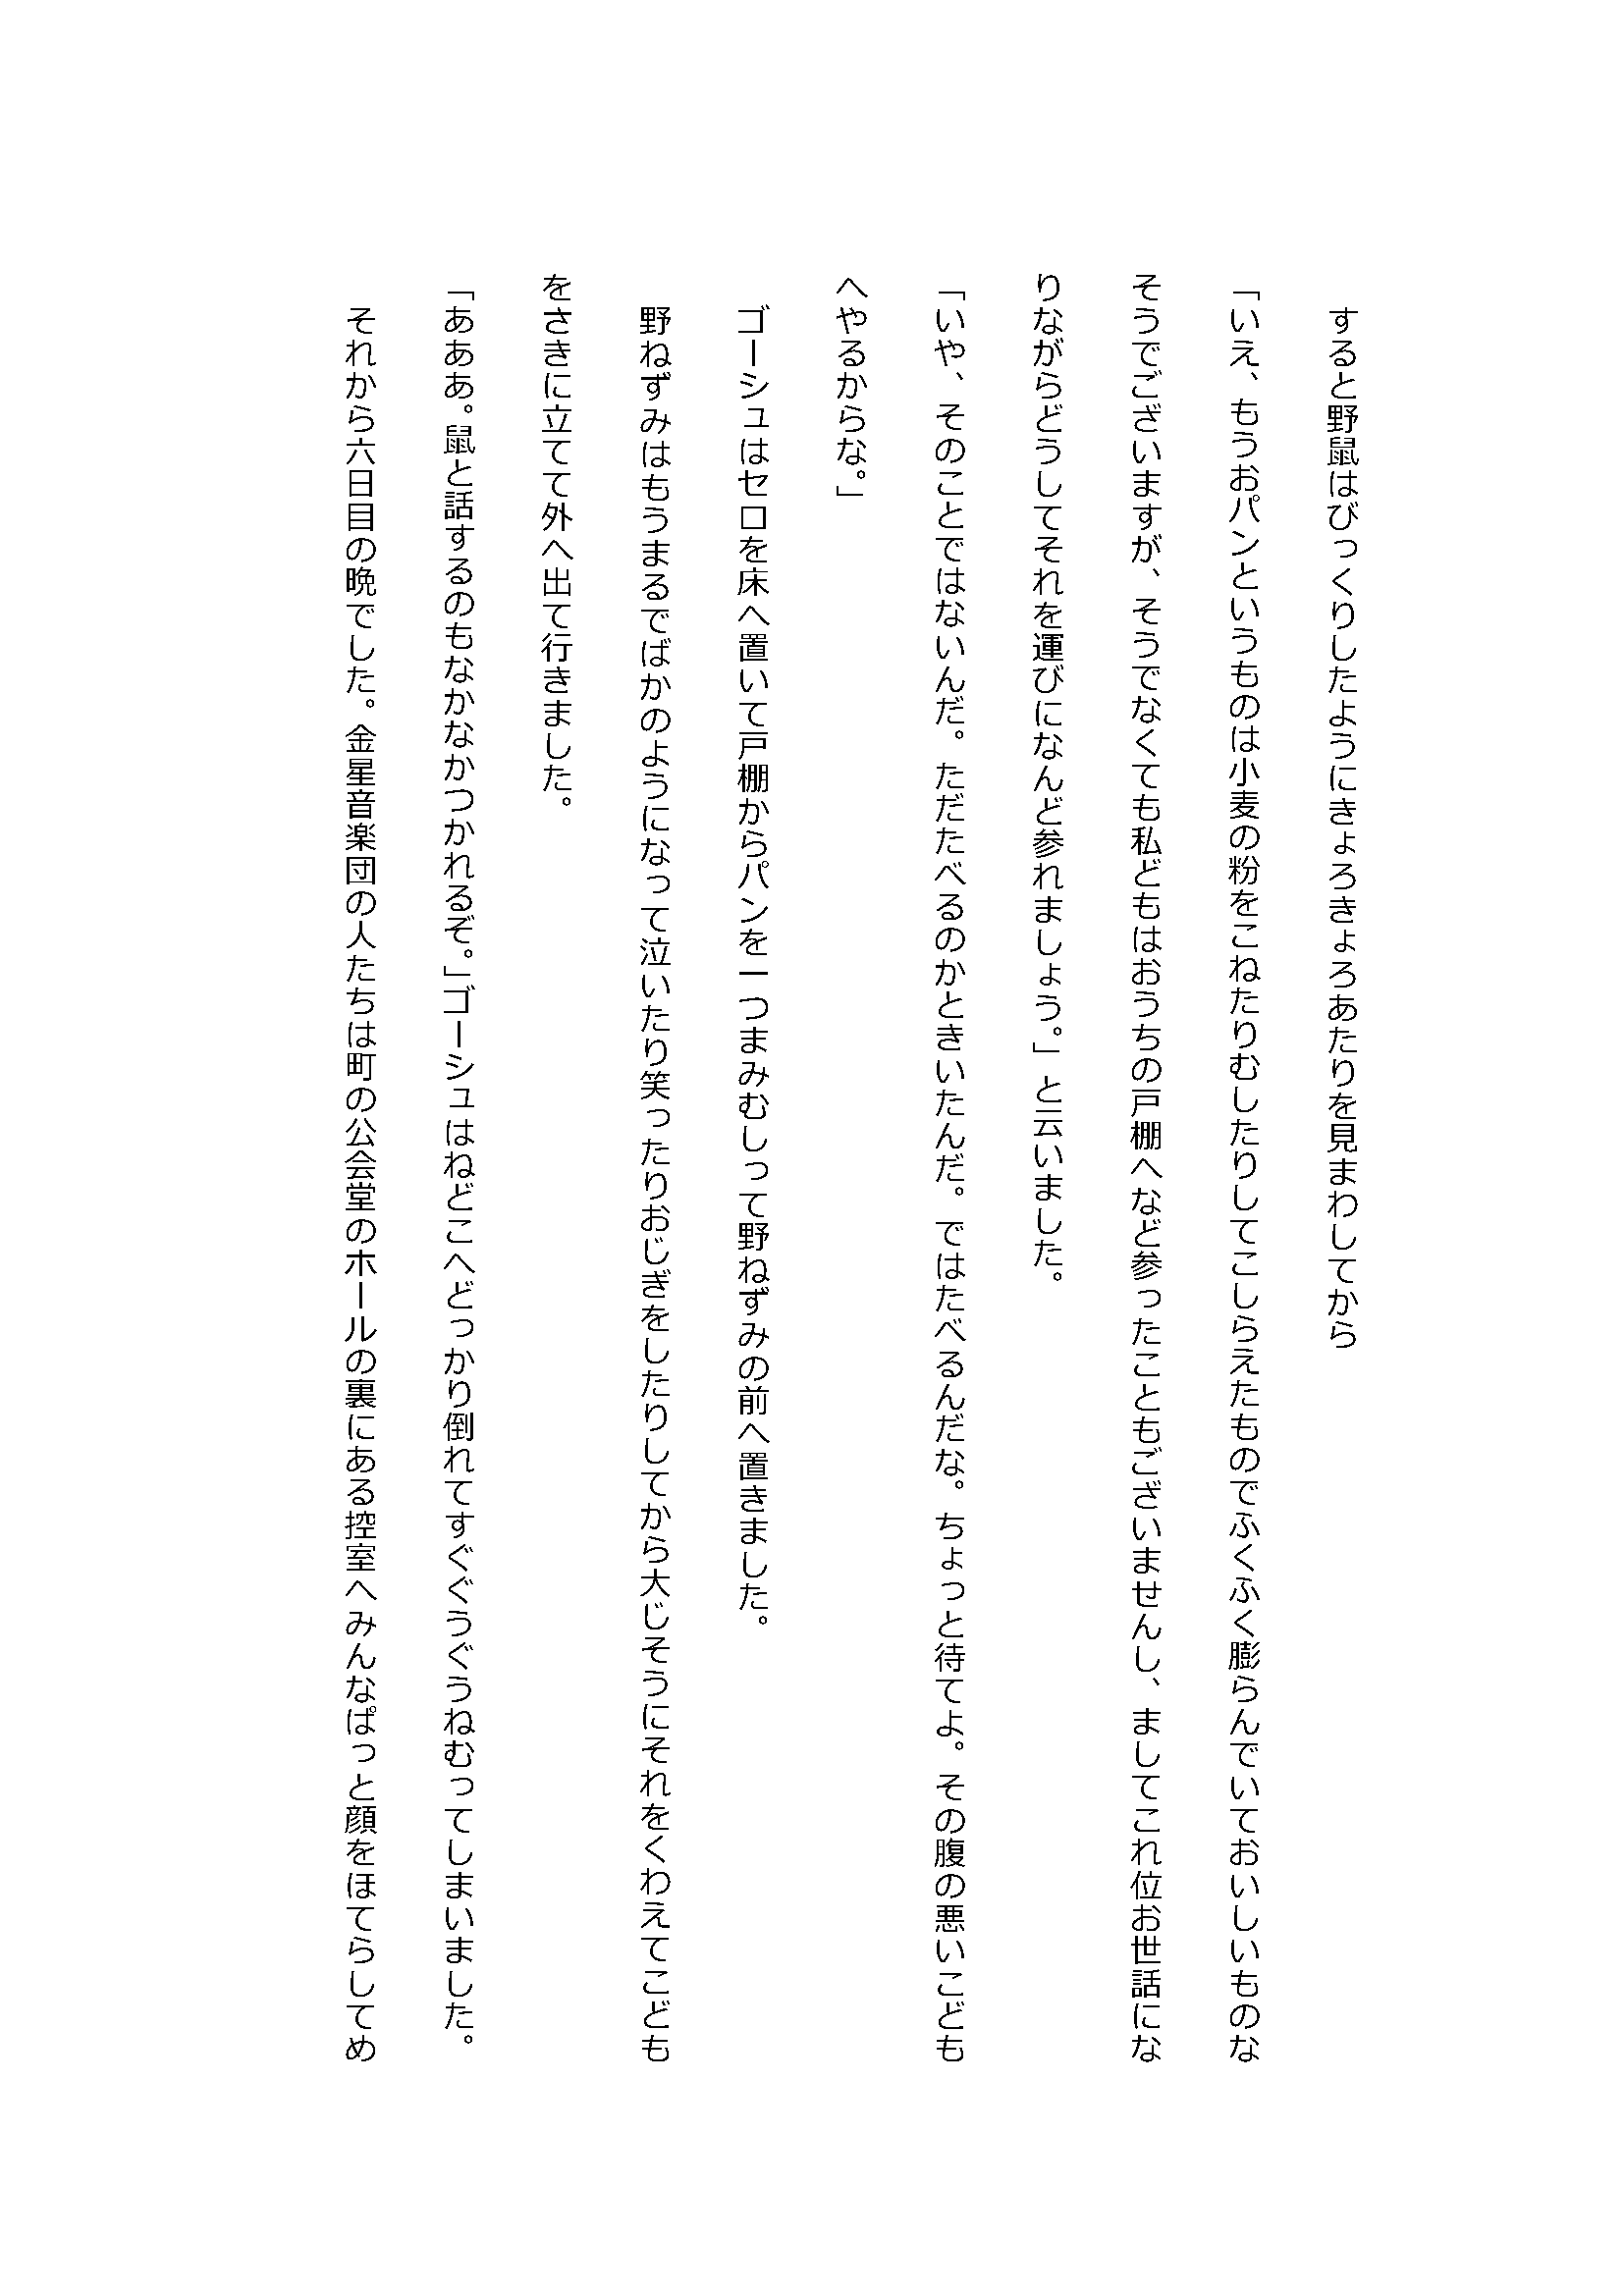 すると野鼠はびっくりしたようにきょろきょろあたりを見まわしてから
「いえ、もうおパンというものは小麦の粉をこねたりむしたりしてこしらえたものでふくふく膨らんでいておいしいものな
そうでございますが、そうでなくても私どもはおうちの戸棚へなど参ったこともございませんし、ましてこれ位お世話にな
りながらどうしてそれを運びになんど参れましょう。」と云いました。
「いや、そのことではないんだ。ただたべるのかときいたんだ。ではたべるんだな。ちょっと待てよ。その腹の悪いこども
へやるからな。」
　ゴーシュはセロを床へ置いて戸棚からパンを一つまみむしって野ねずみの前へ置きました。
　野ねずみはもうまるでばかのようになって泣いたり笑ったりおじぎをしたりしてから大じそうにそれをくわえてこども
をさきに立てて外へ出て行きました。
「あああ。鼠と話するのもなかなかつかれるぞ。」ゴーシュはねどこへどっかり倒れてすぐぐうぐうねむってしまいました。
　それから六日目の晩でした。金星音楽団の人たちは町の公会堂のホールの裏にある控室へみんなぱっと顔をほてらしてめ